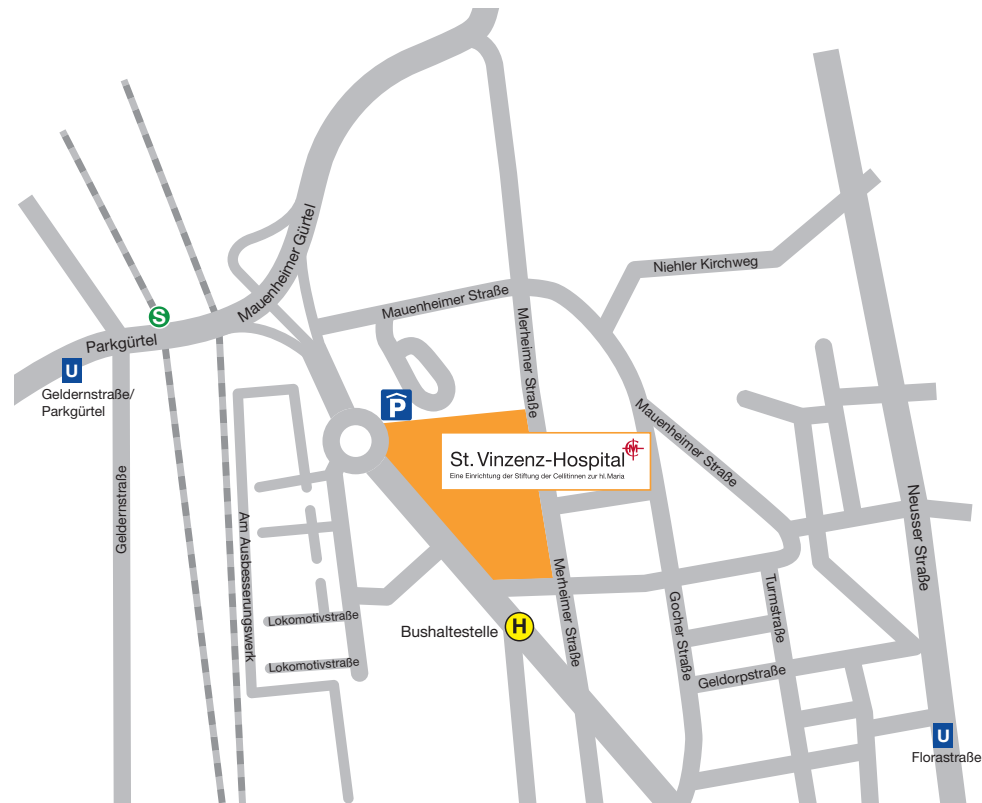 Niehler Kirchweg
Mauenheimer Gürtel
Mauenheimer Straße
Merheimer Straße
S
Parkgürtel
U
Geldernstraße/
Parkgürtel
P
Mauenheimer Straße
St. Vinzenz-Hospital
M
Eine Einrichtung der Stiftung der Cellitinnen zur hl. Maria
Geldernstraße
Am Ausbesserungswerk
Neusser Straße
Merheimer Straße
Turmstraße
Gocher Straße
Lokomotivstraße
Bushaltestelle
H
Lokomotivstraße
Geldorpstraße
U
Florastraße